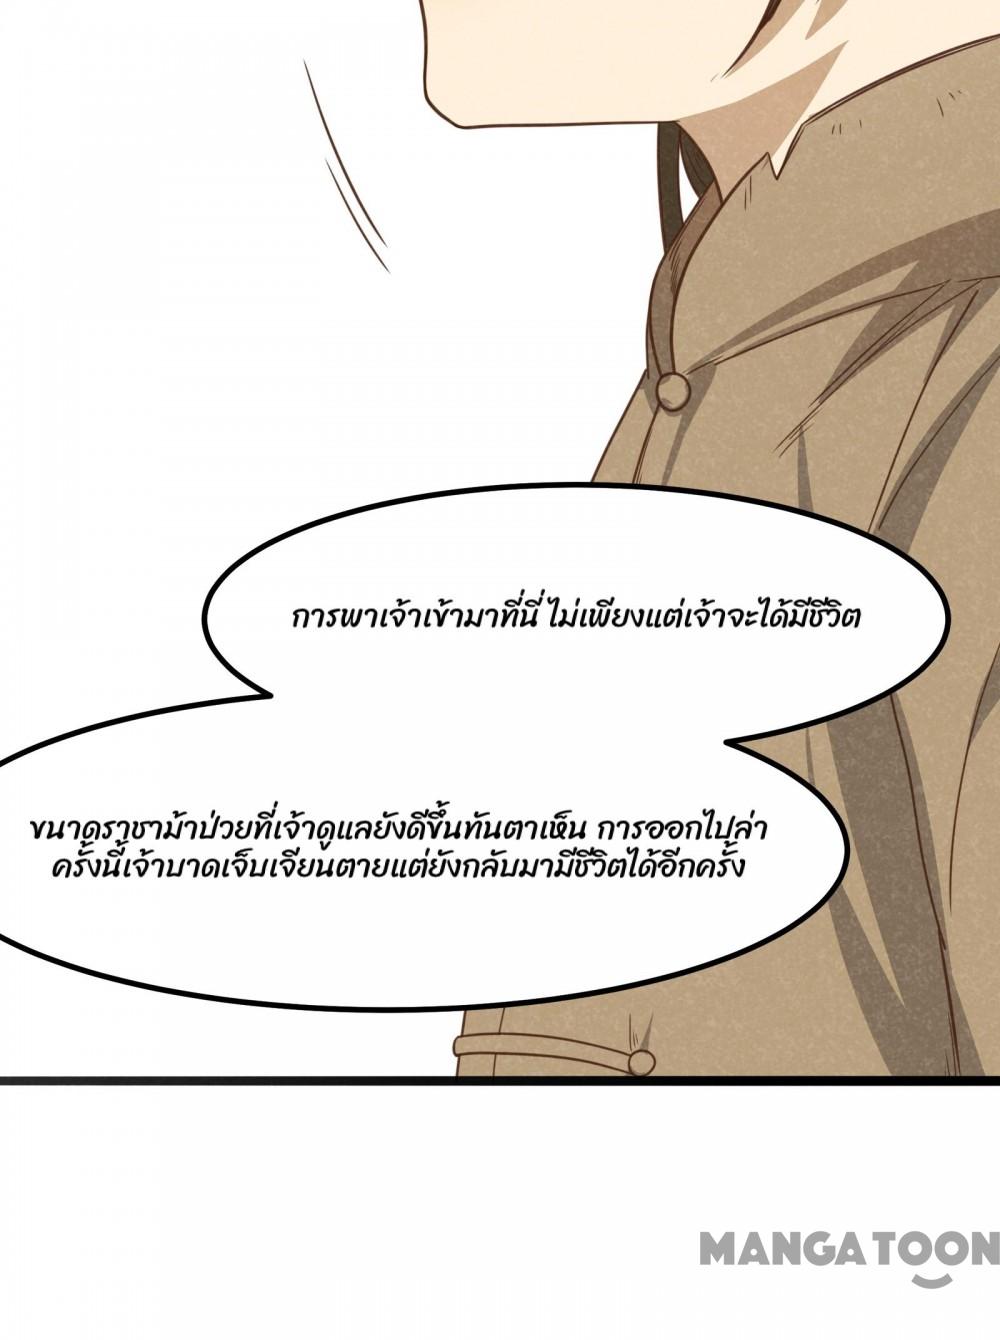 การพาเจ้าเข้ามาที่นี่ ไม่เพียงแต่เจ้าจะได้มีชีวิต
ขนาดราชาม้าป่วยที่เจ้าดูแลยังดีขึ้นทันตาเห็น การออกไปล่า
ครั้งนี้เจ้าบาดเจ็บเจียนตายแต่ยังกลับมามีชีวิตได้อีกครั้ง
MANGATOON